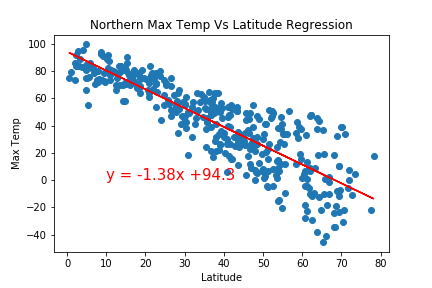 Northern Max Temp Vs Latitude Regression
100
80
60
40
20
0
−20
−40
Max Temp
y = -1.38x +94.3
0 10 20 30 40 50 60 70 80
Latitude